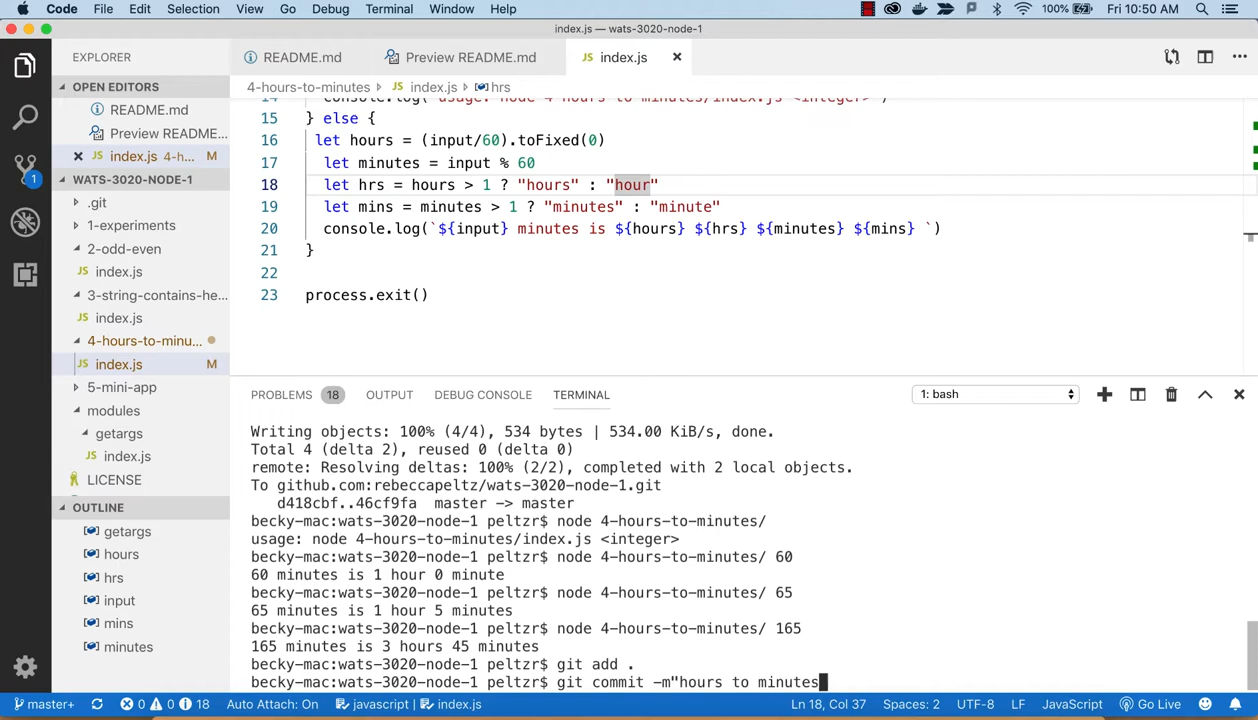 Code File Edit Selection View Go Debug Terminal Window Help 100% Fri 10:50 AM
index.js — wats-3020-node-1
EXPLORER
README.md
Preview README.md
JS index.js
OPEN EDITORS
README.md
Preview README...
JS index.js 4-h... M
WATS-3020-NODE-1
.git
1-experiments
2-odd-even
JS index.js
3-string-contains-he...
JS index.js
4-hours-to-minu...
JS index.js M
5-mini-app
modules
getargs
JS index.js
LICENSE
OUTLINE
getargs
hours
hrs
input
mins
minutes
4-hours-to-minutes JS index.js hrs
14 console.log("usage: node 4-hours-to-minutes/index.js <integer>")
15 } else {
16 let hours = (input/60).toFixed(0)
17 let minutes = input % 60
18 let hrs = hours > 1 ? "hours" : "hour"
19 let mins = minutes > 1 ? "minutes" : "minute"
20 console.log(`${input} minutes is ${hours} ${hrs} ${minutes} ${mins} `)
21 }
22
23 process.exit()
PROBLEMS 18 OUTPUT DEBUG CONSOLE TERMINAL 1: bash
Writing objects: 100% (4/4), 534 bytes | 534.00 KiB/s, done.
Total 4 (delta 2), reused 0 (delta 0)
remote: Resolving deltas: 100% (2/2), completed with 2 local objects.
To github.com:rebeccapeltz/wats-3020-node-1.git
d418cbf..46cf9fa master -> master
becky-mac:wats-3020-node-1 peltzr$ node 4-hours-to-minutes/
usage: node 4-hours-to-minutes/index.js <integer>
becky-mac:wats-3020-node-1 peltzr$ node 4-hours-to-minutes/ 60
60 minutes is 1 hour 0 minute
becky-mac:wats-3020-node-1 peltzr$ node 4-hours-to-minutes/ 65
65 minutes is 1 hour 5 minutes
becky-mac:wats-3020-node-1 peltzr$ node 4-hours-to-minutes/ 165
165 minutes is 3 hours 45 minutes
becky-mac:wats-3020-node-1 peltzr$ git add .
becky-mac:wats-3020-node-1 peltzr$ git commit -m"hours to minutes
1
master+ 0 0 18 Auto Attach: On javascript | index.js Ln 18, Col 37 Spaces: 2 UTF-8 LF JavaScript Go Live